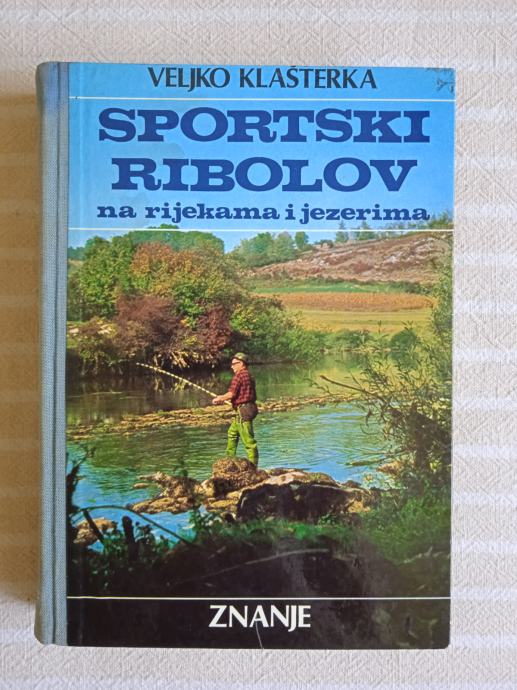 VELJKO KLAŠTERKA
SPORTSKI
RIBOLOV
na rijekama i jezerima
ZNANJE